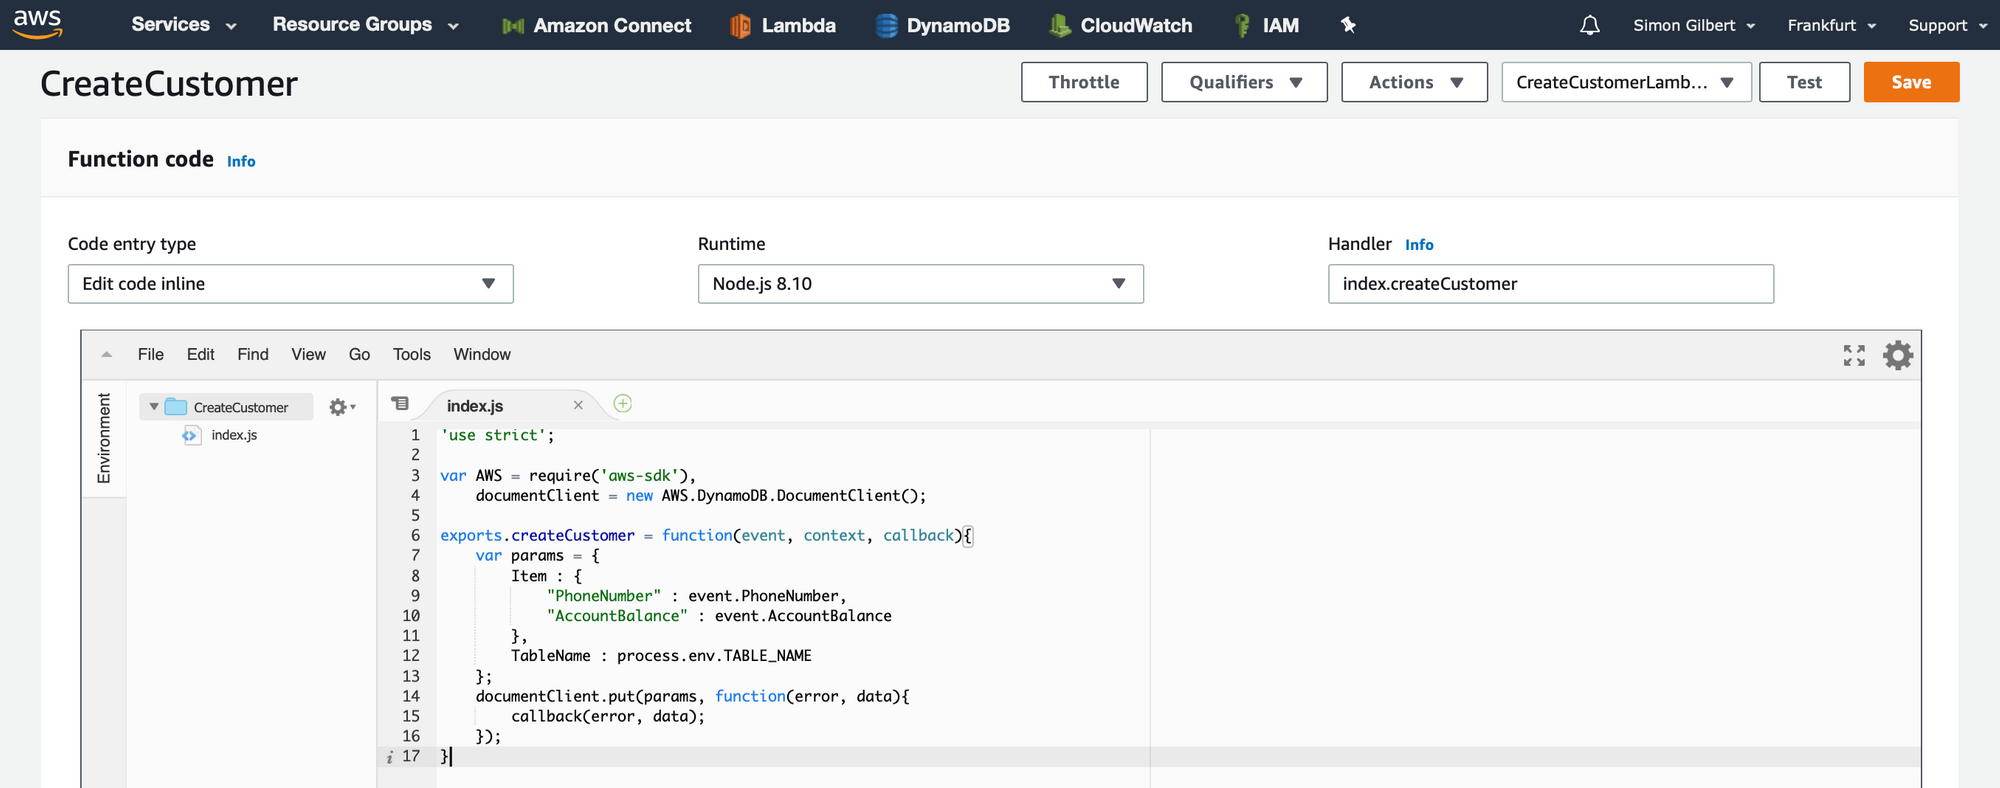 aws Services Resource Groups Amazon Connect Lambda DynamoDB CloudWatch IAM Simon Gilbert Frankfurt Support
CreateCustomer Throttle Qualifiers Actions CreateCustomerLamb... Test Save
Function code Info
Code entry type Runtime Handler Info
Edit code inline Node.js 8.10 index.createCustomer
File Edit Find View Go Tools Window
Environment
CreateCustomer
index.js
index.js
1 'use strict';
2
3 var AWS = require('aws-sdk'),
4 documentClient = new AWS.DynamoDB.DocumentClient();
5
6 exports.createCustomer = function(event, context, callback){
7 var params = {
8 Item : {
9 "PhoneNumber" : event.PhoneNumber,
10 "AccountBalance" : event.AccountBalance
11 },
12 TableName : process.env.TABLE_NAME
13 };
14 documentClient.put(params, function(error, data){
15 callback(error, data);
16 });
i 17 }